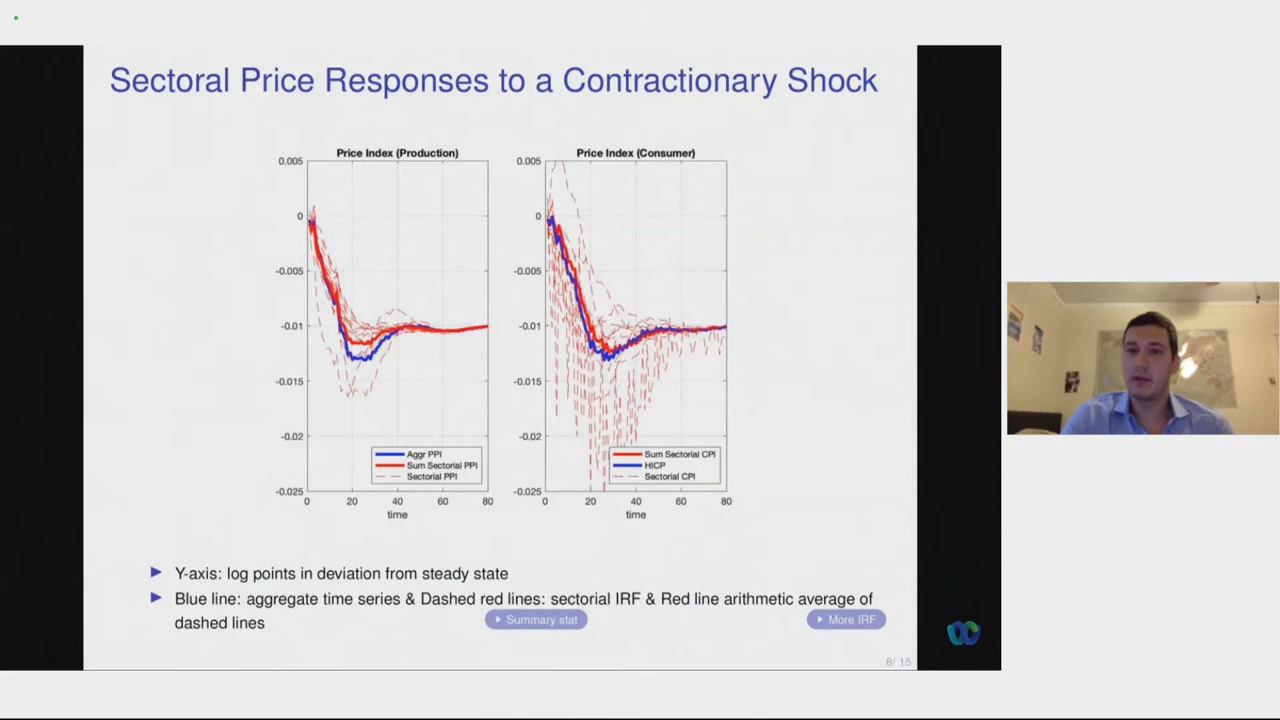 Sectoral Price Responses to a Contractionary Shock
Price Index (Production)
0.005
0
-0.005
-0.01
-0.015
-0.02
-0.025
0 20 40 60 80
time
Aggr PPI
Sum Sectorial PPI
Sectorial PPI
Price Index (Consumer)
0.005
0
-0.005
-0.01
-0.015
-0.02
-0.025
0 20 40 60 80
time
Sum Sectorial CPI
HICP
Sectorial CPI
Y-axis: log points in deviation from steady state
Blue line: aggregate time series & Dashed red lines: sectorial IRF & Red line arithmetic average of
dashed lines
Summary stat
More IRF
8/ 15